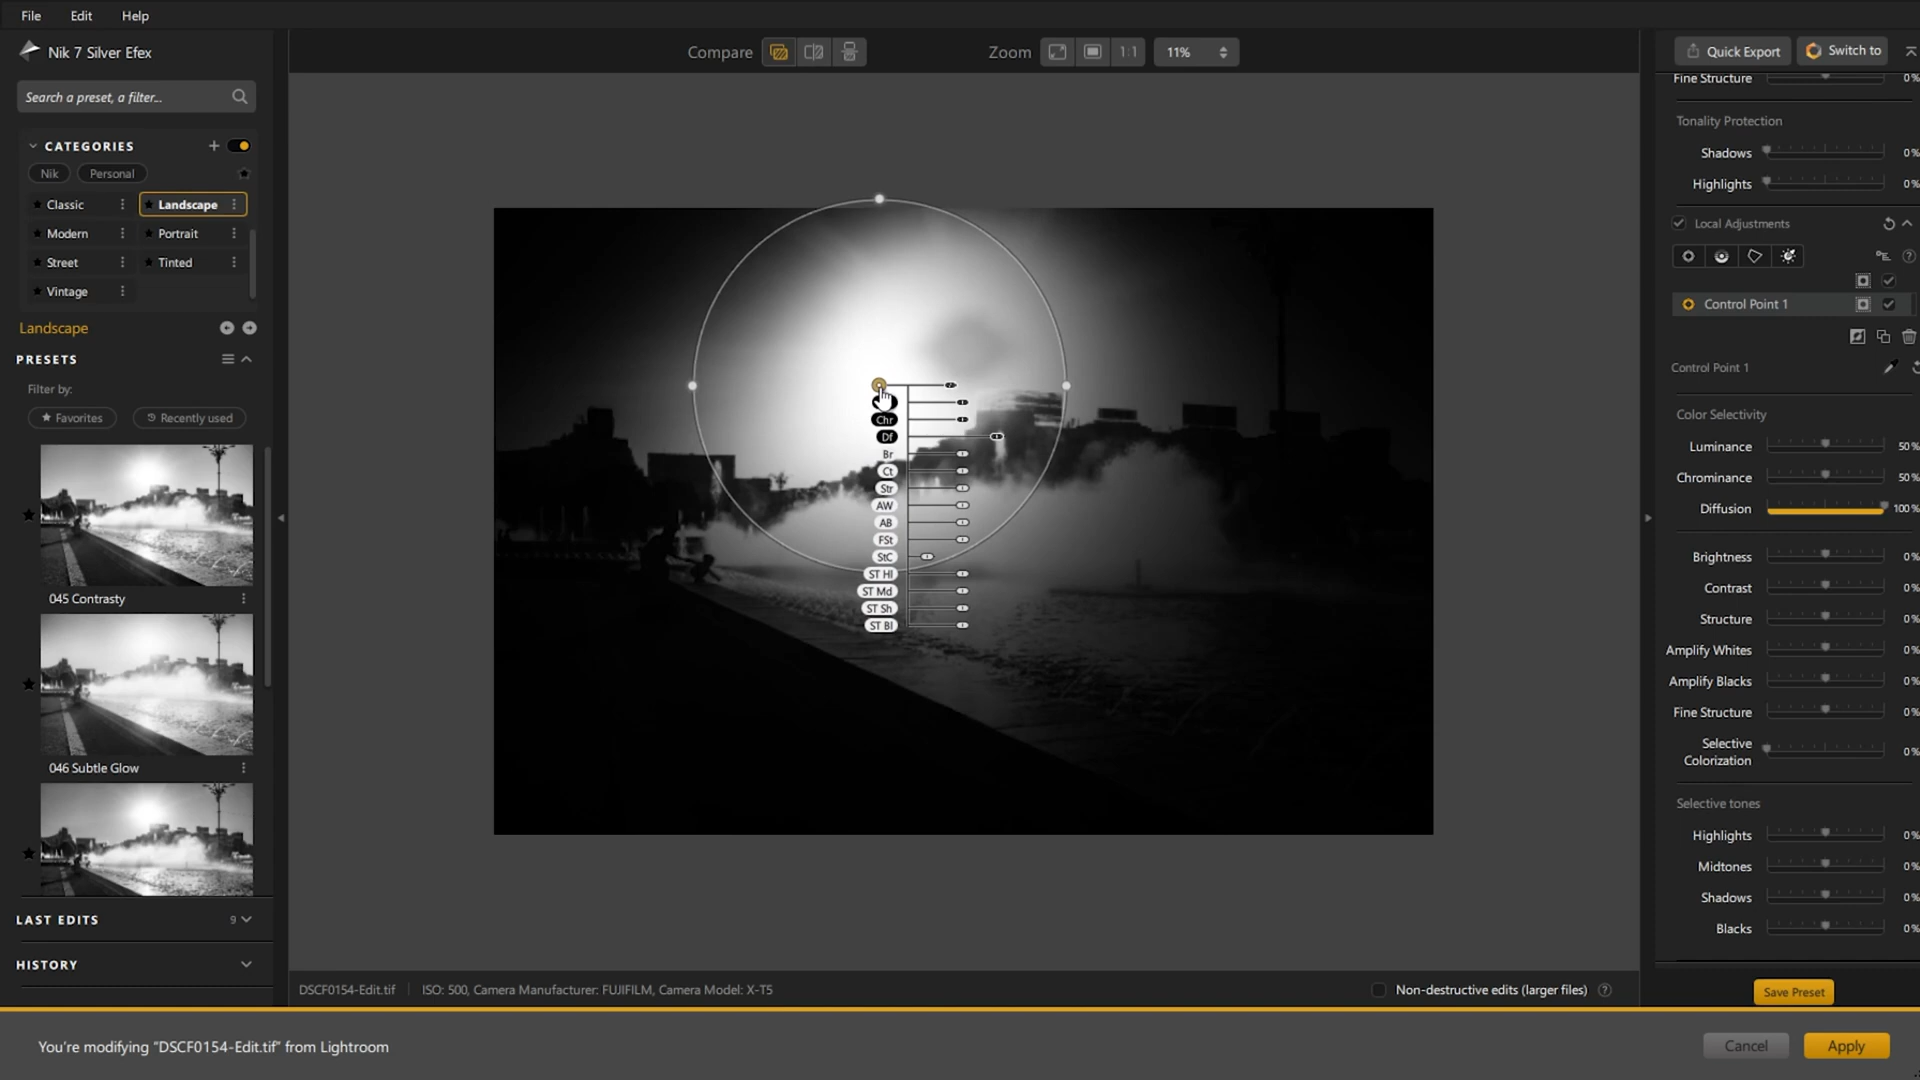 File Edit Help
Nik 7 Silver Efex
Compare
Zoom
1:1
11%
Quick Export
Switch to
Search a preset, a filter...
CATEGORIES
Nik
Personal
Classic
Landscape
Modern
Portrait
Street
Tinted
Vintage
Landscape
PRESETS
Filter by:
Favorites
Recently used
045 Contrasty
046 Subtle Glow
LAST EDITS 9
HISTORY
Chr
Df
Br
Ct
Str
AW
AB
FSt
StC
ST Hl
ST Md
ST Sh
ST Bl
Fine Structure 0%
Tonality Protection
Shadows 0%
Highlights 0%
Local Adjustments
Control Point 1
Control Point 1
Color Selectivity
Luminance 50%
Chrominance 50%
Diffusion 100%
Brightness 0%
Contrast 0%
Structure 0%
Amplify Whites 0%
Amplify Blacks 0%
Fine Structure 0%
Selective
Colorization 0%
Selective tones
Highlights 0%
Midtones 0%
Shadows 0%
Blacks 0%
DSCF0154-Edit.tif
ISO: 500, Camera Manufacturer: FUJIFILM, Camera Model: X-T5
Non-destructive edits (larger files)
Save Preset
You're modifying "DSCF0154-Edit.tif" from Lightroom
Cancel
Apply